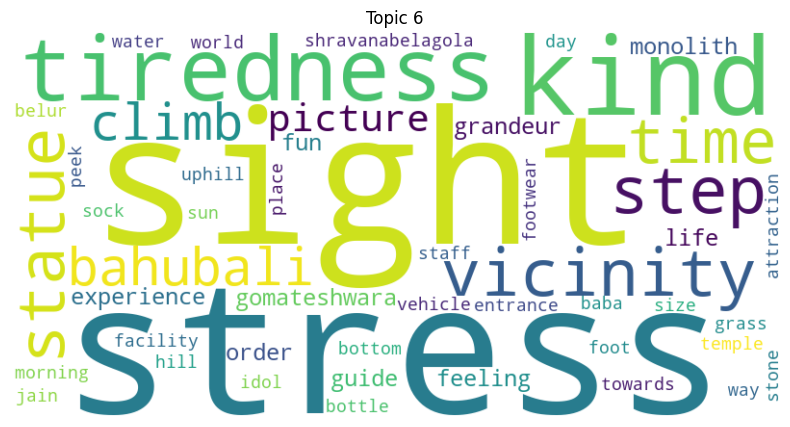 Topic 6
water world shravanabelagola day monolith
tiredness kind
belur climb picture grandeur time
fun
statue peek uphill place sight footwear step attraction
sock sun life
bahubali staff vicinity
experience gomateshwara vehicle entrance baba size
stress
facility order bottom foot grass temple
hill
morning idol guide feeling towards way stone
jain bottle